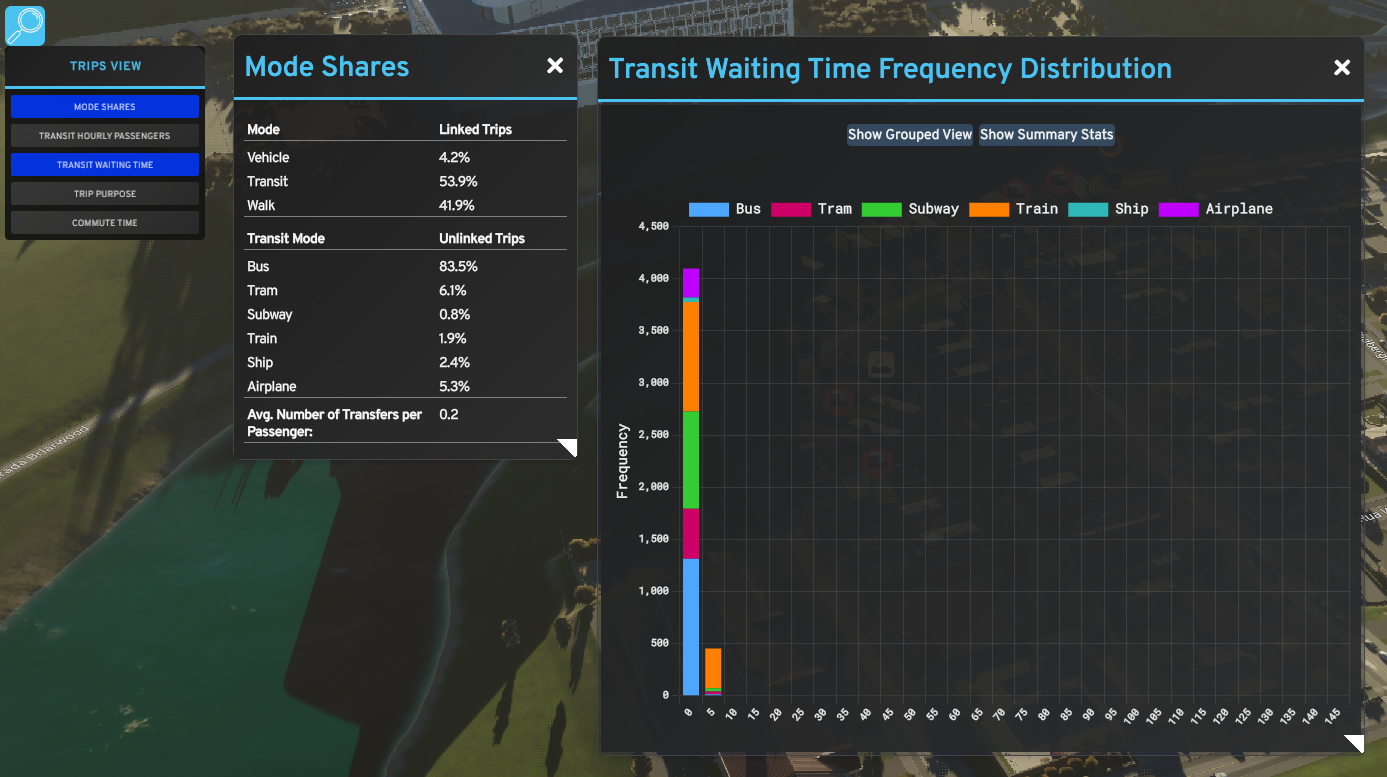 TRIPS VIEW
MODE SHARES
TRANSIT HOURLY PASSENGERS
TRANSIT WAITING TIME
TRIP PURPOSE
COMMUTE TIME
Mode Shares
Mode Linked Trips
Vehicle 4.2%
Transit 53.9%
Walk 41.9%
Transit Mode Unlinked Trips
Bus 83.5%
Tram 6.1%
Subway 0.8%
Train 1.9%
Ship 2.4%
Airplane 5.3%
Avg. Number of Transfers per 0.2
Passenger:
Transit Waiting Time Frequency Distribution
Show Grouped View Show Summary Stats
Bus Tram Subway Train Ship Airplane
4,500
4,000
3,500
3,000
2,500
2,000
1,500
1,000
500
0
Frequency
0 5 10 15 20 25 30 35 40 45 50 55 60 65 70 75 80 85 90 95 100 105 110 115 120 125 130 135 140 145
Briarwood